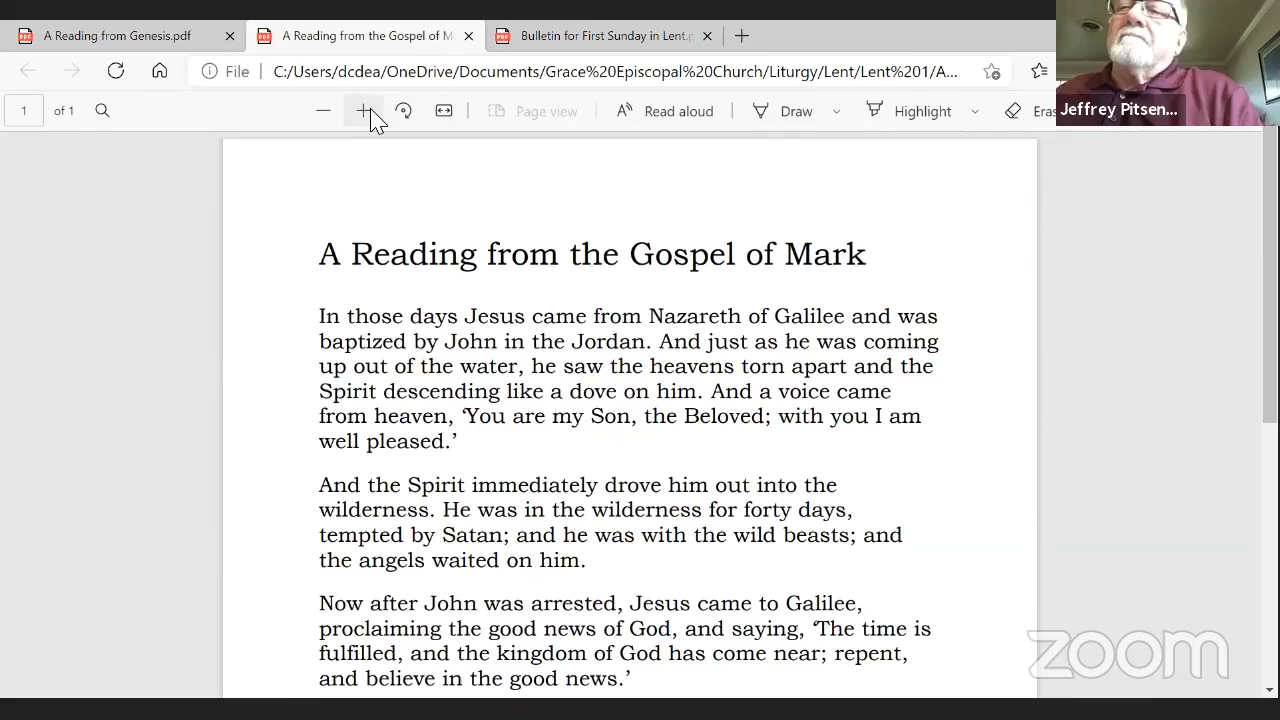 A Reading from Genesis.pdf
A Reading from the Gospel of M
Bulletin for First Sunday in Lent.p
File
C:/Users/dcdea/OneDrive/Documents/Grace%20Episcopal%20Church/Liturgy/Lent/Lent%201/A...
1 of 1
Page view
Read aloud
Draw
Highlight
Eras
Jeffrey Pitsen...
A Reading from the Gospel of Mark
In those days Jesus came from Nazareth of Galilee and was
baptized by John in the Jordan. And just as he was coming
up out of the water, he saw the heavens torn apart and the
Spirit descending like a dove on him. And a voice came
from heaven, ‘You are my Son, the Beloved; with you I am
well pleased.’
And the Spirit immediately drove him out into the
wilderness. He was in the wilderness for forty days,
tempted by Satan; and he was with the wild beasts; and
the angels waited on him.
Now after John was arrested, Jesus came to Galilee,
proclaiming the good news of God, and saying, ‘The time is
fulfilled, and the kingdom of God has come near; repent,
and believe in the good news.’
zoom